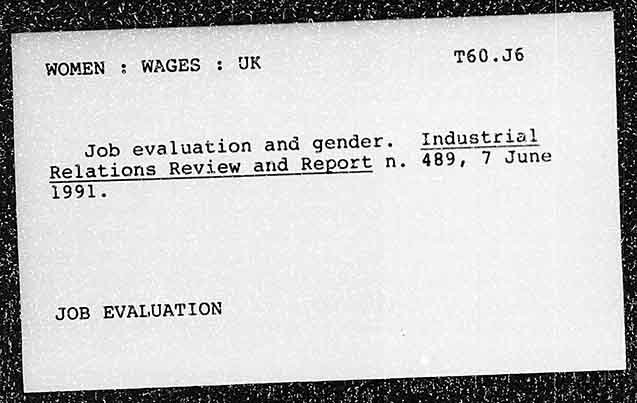 WOMEN : WAGES : UK T60.J6
Job evaluation and gender. Industrial
Relations Review and Report n. 489, 7 June
1991.
JOB EVALUATION